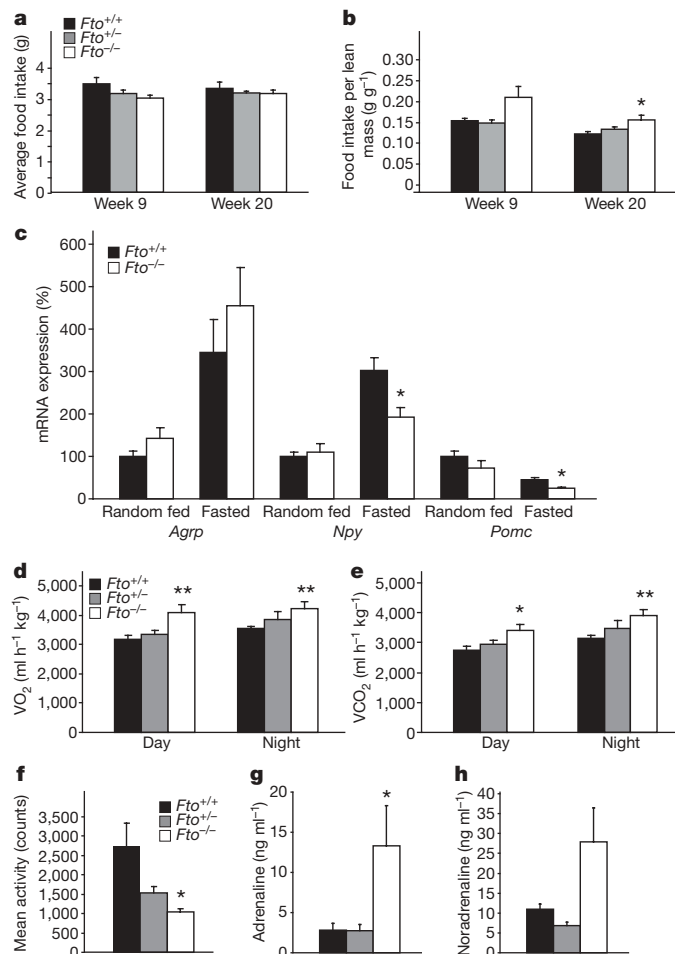 a
Fto+/+
Fto+/−
Fto−/−
Average food intake (g)
4
3
2
1
0
Week 9
Week 20
b
Food intake per lean
mass (g g−1)
0.30
0.25
0.20
0.15
0.10
0.05
0
*
Week 9
Week 20
c
Fto+/+
Fto−/−
mRNA expression (%)
600
500
400
300
200
100
0
*
*
Random fed Fasted Random fed Fasted Random fed Fasted
Agrp Npy Pomc
d
Fto+/+
Fto+/−
Fto−/−
VO2 (ml h−1 kg−1)
5,000
4,000
3,000
2,000
1,000
0
**
**
Day
Night
e
VCO2 (ml h−1 kg−1)
5,000
4,000
3,000
2,000
1,000
0
*
**
Day
Night
f
Fto+/+
Fto+/−
Fto−/−
Mean activity (counts)
3,500
3,000
2,500
2,000
1,500
1,000
500
0
*
g
Adrenaline (ng ml−1)
20
15
10
5
0
*
h
Noradrenaline (ng ml−1)
40
35
30
25
20
15
10
5
0